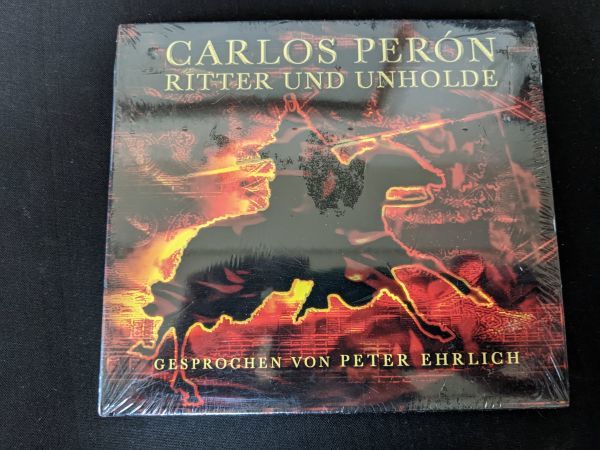 CARLOS PERÓN
RITTER UND UNHOLDE
GESPROCHEN VON PETER EHRLICH